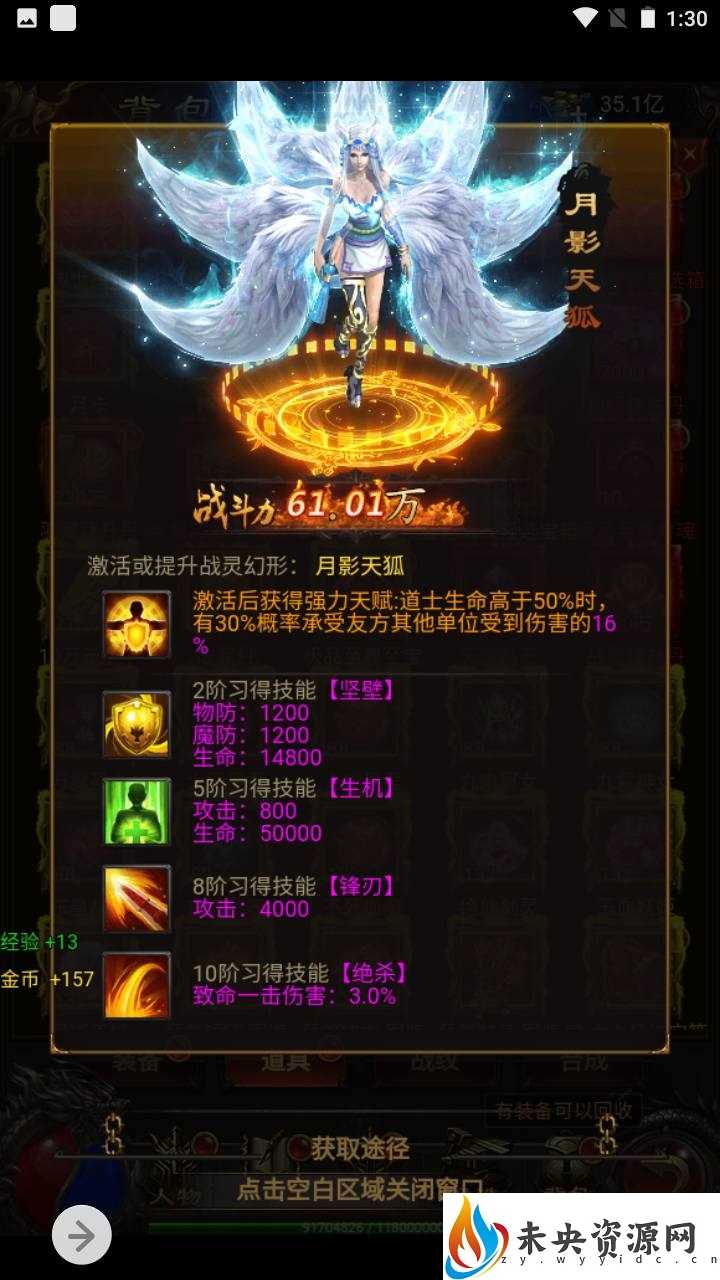 1:30
背包
35.1亿
月影天狐
战斗力 61.01万
激活或提升战灵幻形： 月影天狐
激活后获得强力天赋:道士生命高于50%时，
有30%概率承受友方其他单位受到伤害的16
%
2阶习得技能【坚壁】
物防：1200
魔防：1200
生命：14800
5阶习得技能【生机】
攻击：800
生命：50000
8阶习得技能【锋刃】
攻击：4000
经验 +13
金币 +157
10阶习得技能【绝杀】
致命一击伤害：3.0%
装备 道具 战纹 合成
有装备可以回收
获取途径
人物
点击空白区域关闭窗口
未央资源网
zy.wyyidc.cn